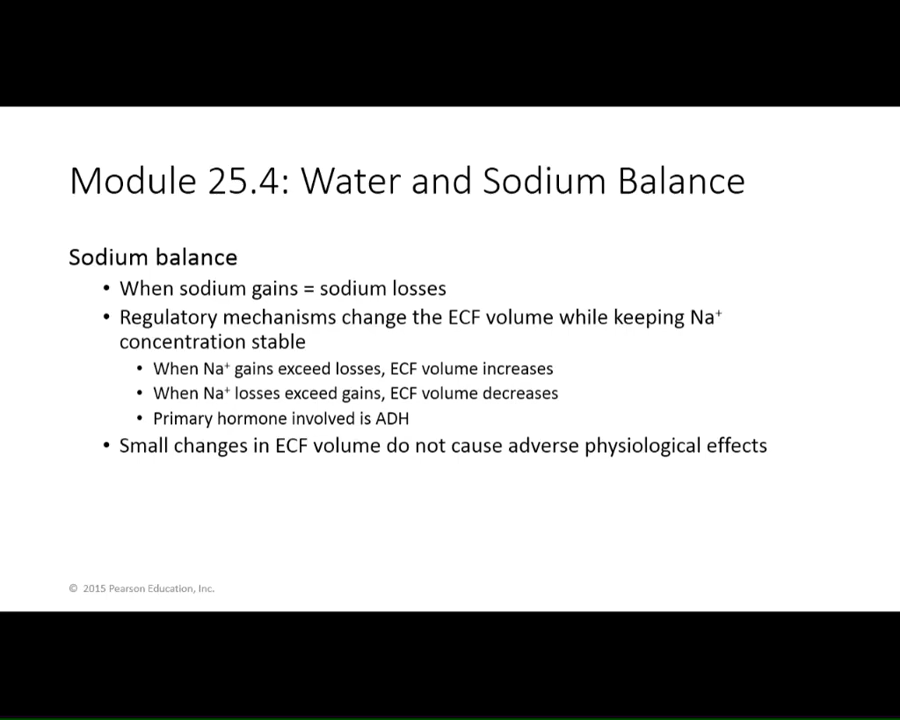 Module 25.4: Water and Sodium Balance
Sodium balance
• When sodium gains = sodium losses
• Regulatory mechanisms change the ECF volume while keeping Na⁺
concentration stable
• When Na⁺ gains exceed losses, ECF volume increases
• When Na⁺ losses exceed gains, ECF volume decreases
• Primary hormone involved is ADH
• Small changes in ECF volume do not cause adverse physiological effects
© 2015 Pearson Education, Inc.